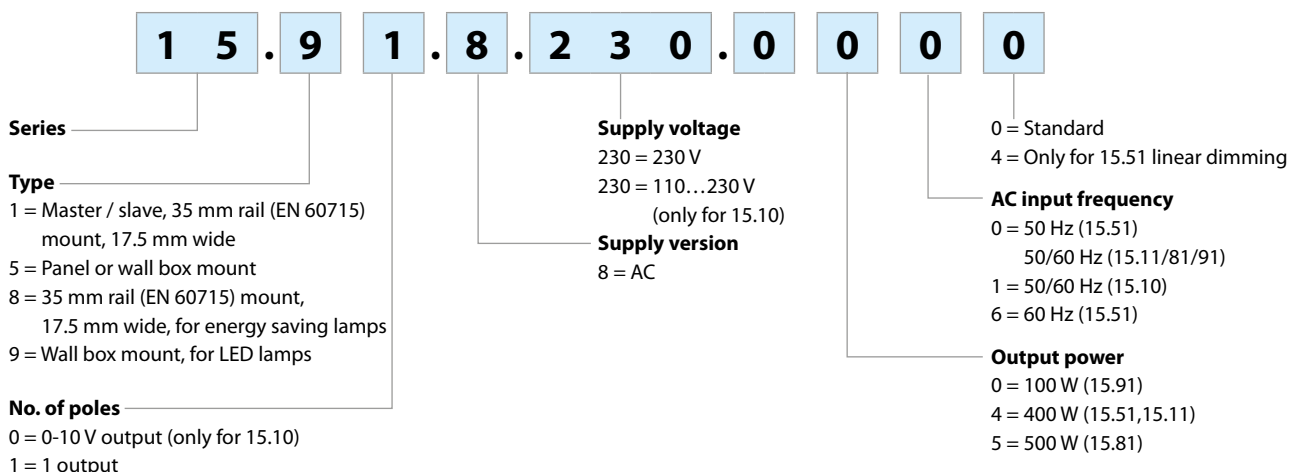 1 5 . 9 1 . 8 . 2 3 0 . 0 0 0 0
Series
Type
1 = Master / slave, 35 mm rail (EN 60715)
mount, 17.5 mm wide
5 = Panel or wall box mount
8 = 35 mm rail (EN 60715) mount,
17.5 mm wide, for energy saving lamps
9 = Wall box mount, for LED lamps
No. of poles
0 = 0-10 V output (only for 15.10)
1 = 1 output
Supply voltage
230 = 230 V
230 = 110…230 V
(only for 15.10)
Supply version
8 = AC
0 = Standard
4 = Only for 15.51 linear dimming
AC input frequency
0 = 50 Hz (15.51)
50/60 Hz (15.11/81/91)
1 = 50/60 Hz (15.10)
6 = 60 Hz (15.51)
Output power
0 = 100 W (15.91)
4 = 400 W (15.51,15.11)
5 = 500 W (15.81)